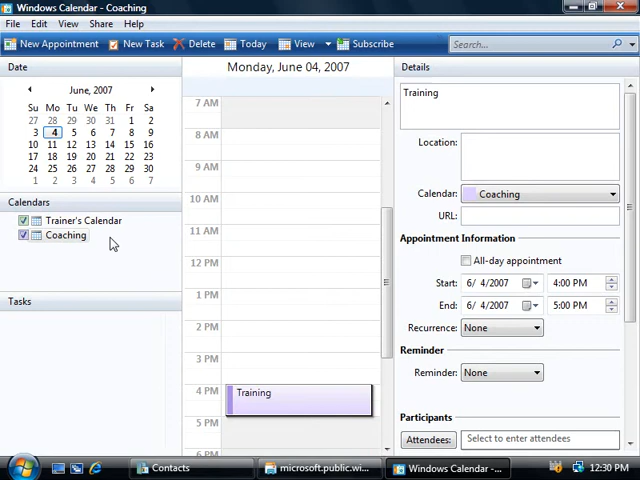 Windows Calendar - Coaching
File Edit View Share Help
New Appointment New Task Delete Today View Subscribe Search...
Date
June, 2007
Su Mo Tu We Th Fr Sa
27 28 29 30 31 1 2
3 4 5 6 7 8 9
10 11 12 13 14 15 16
17 18 19 20 21 22 23
24 25 26 27 28 29 30
1 2 3 4 5 6 7
Calendars
Trainer's Calendar
Coaching
Tasks
Monday, June 04, 2007
7 AM
8 AM
9 AM
10 AM
11 AM
12 PM
1 PM
2 PM
3 PM
4 PM Training
5 PM
6 PM
Details
Training
Location:
Calendar: Coaching
URL:
Appointment Information
All-day appointment
Start: 6/ 4/2007 4:00 PM
End: 6/ 4/2007 5:00 PM
Recurrence: None
Reminder
Reminder: None
Participants
Attendees: Select to enter attendees
Contacts microsoft.public.wi... Windows Calendar -... 12:30 PM